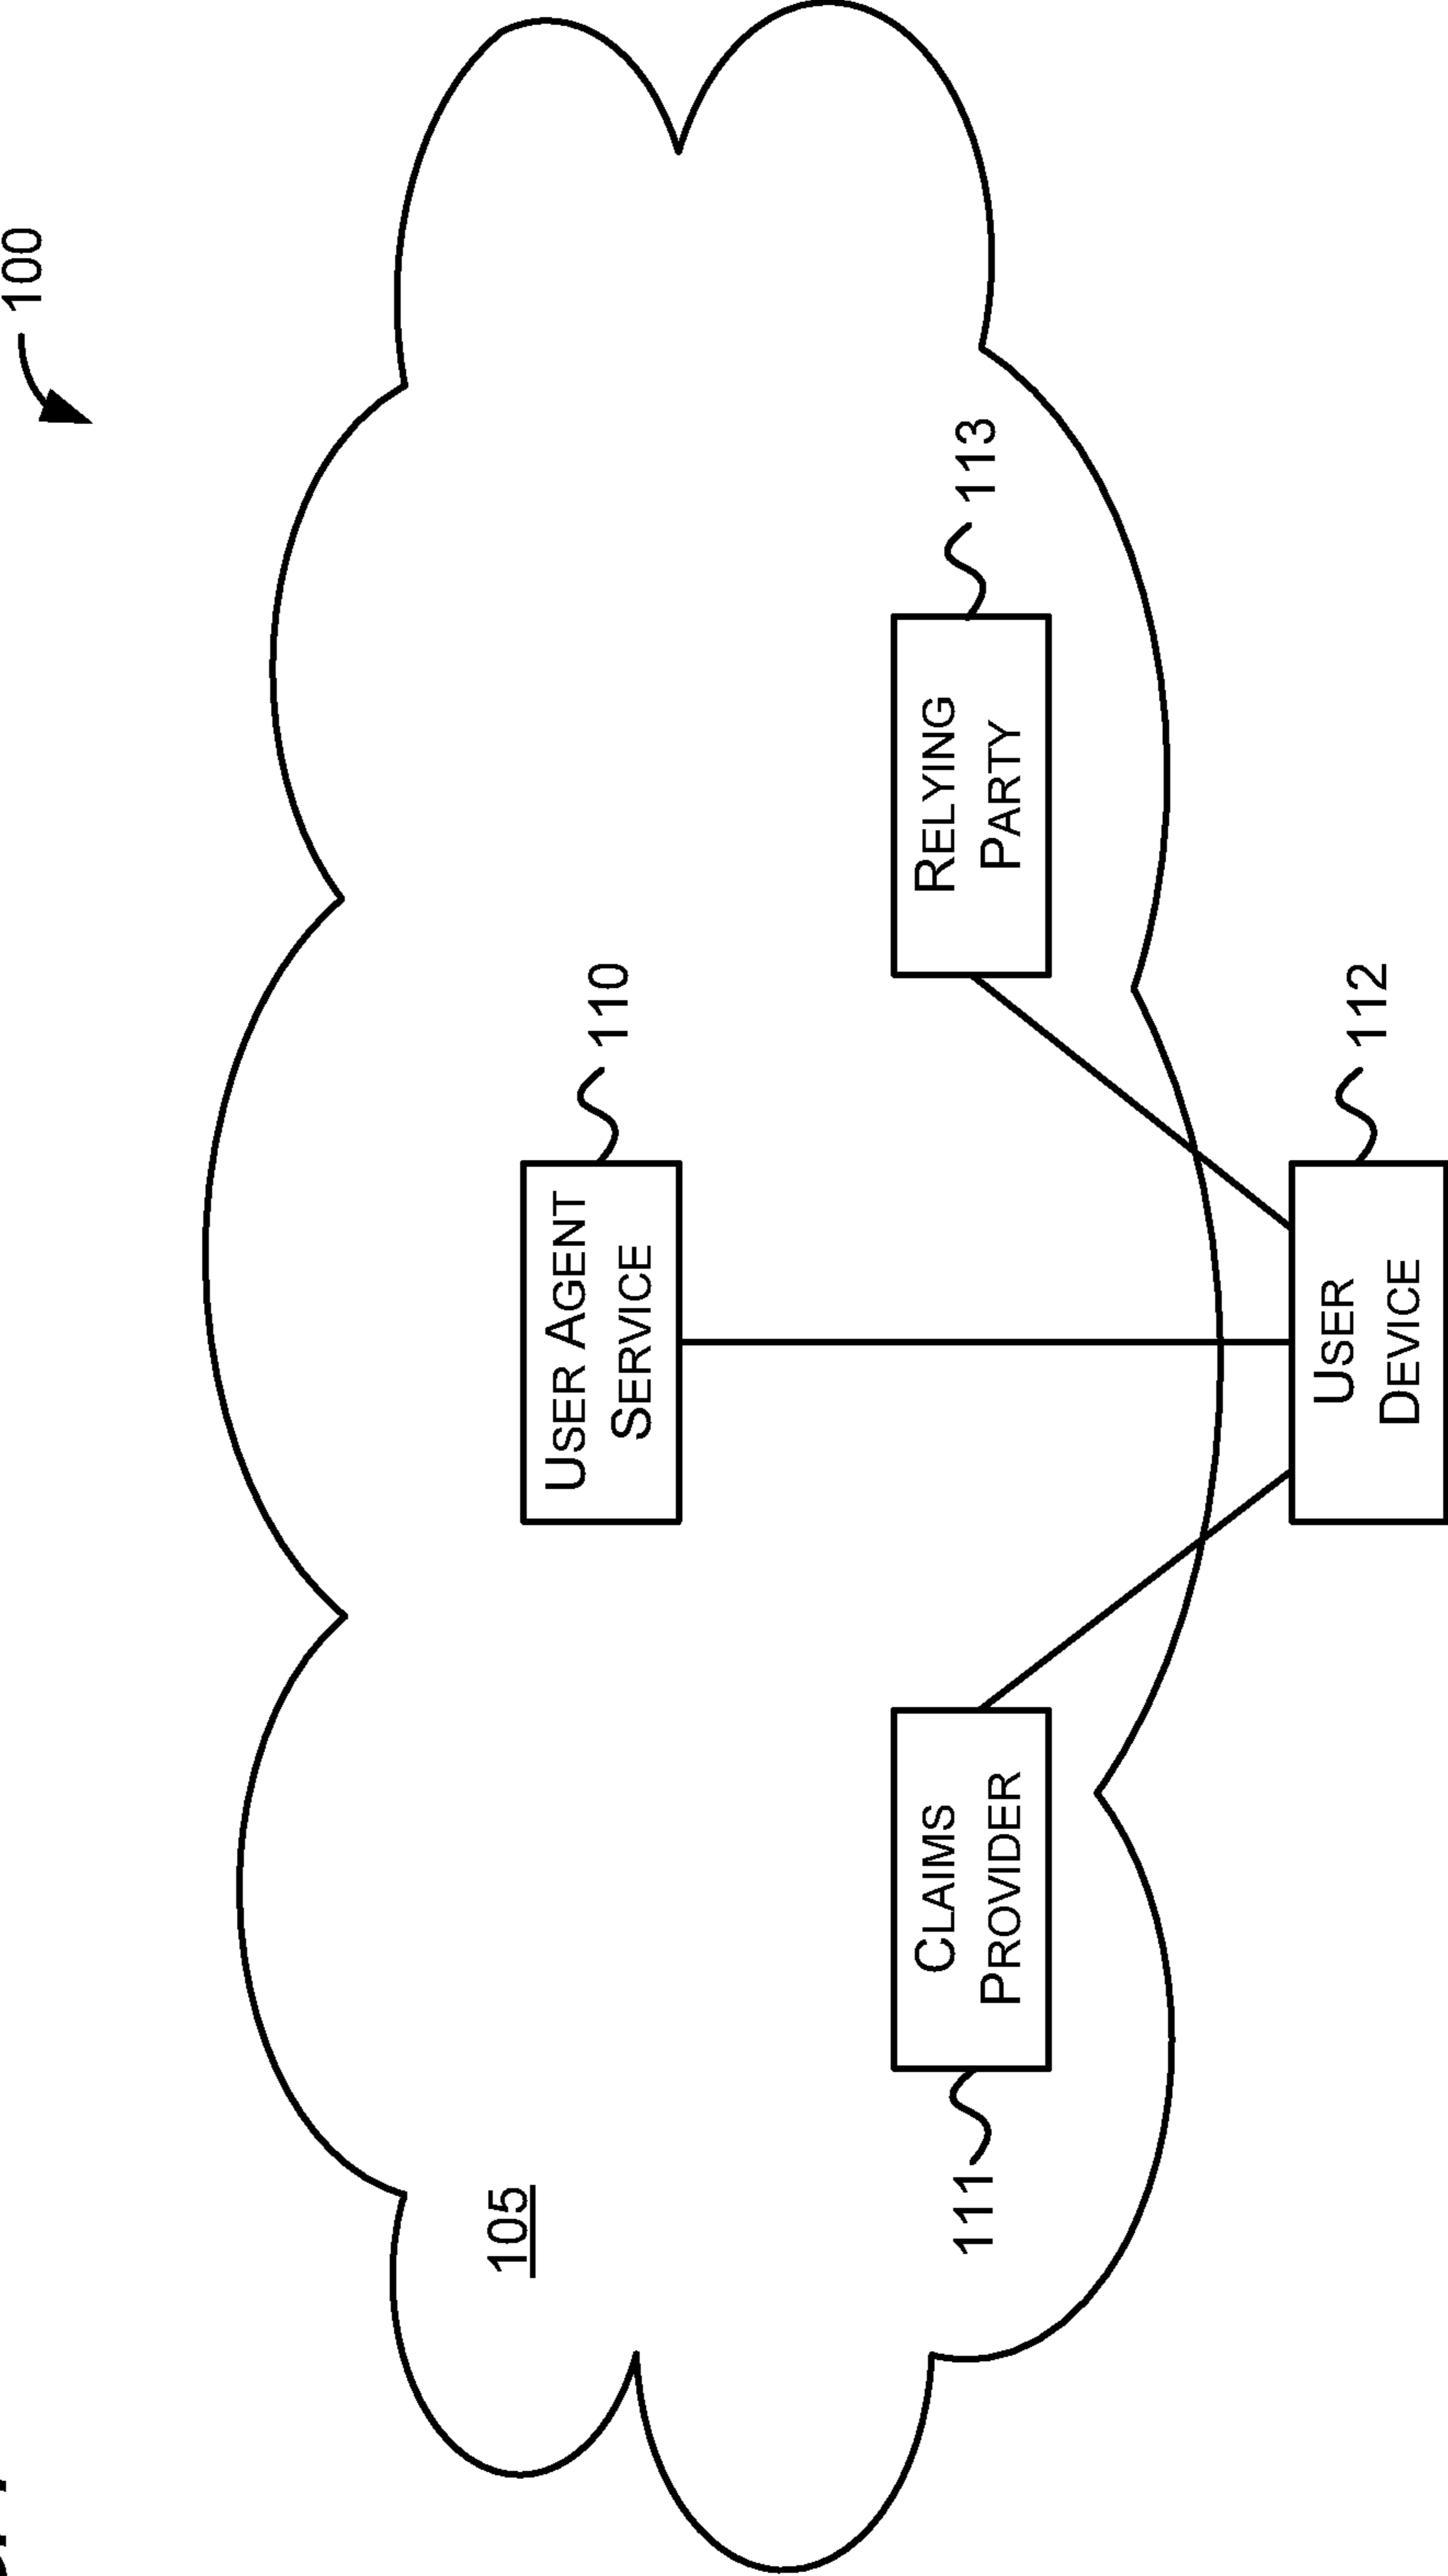 100
105
USER AGENT
SERVICE
110
CLAIMS
PROVIDER
111
RELYING
PARTY
113
USER
DEVICE
112